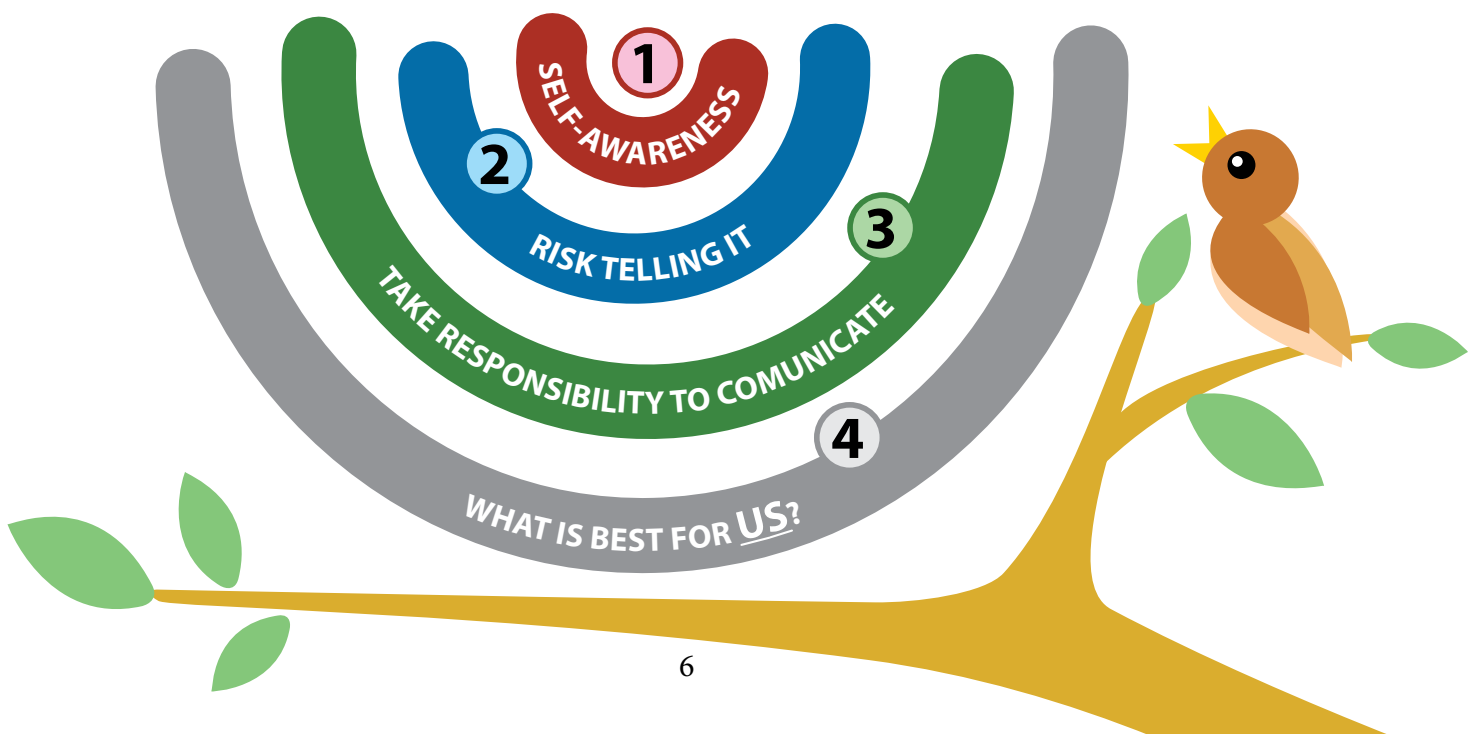 1
SELF-AWARENESS
2
RISK TELLING IT
3
TAKE RESPONSIBILITY TO COMUNICATE
4
WHAT IS BEST FOR US?
6